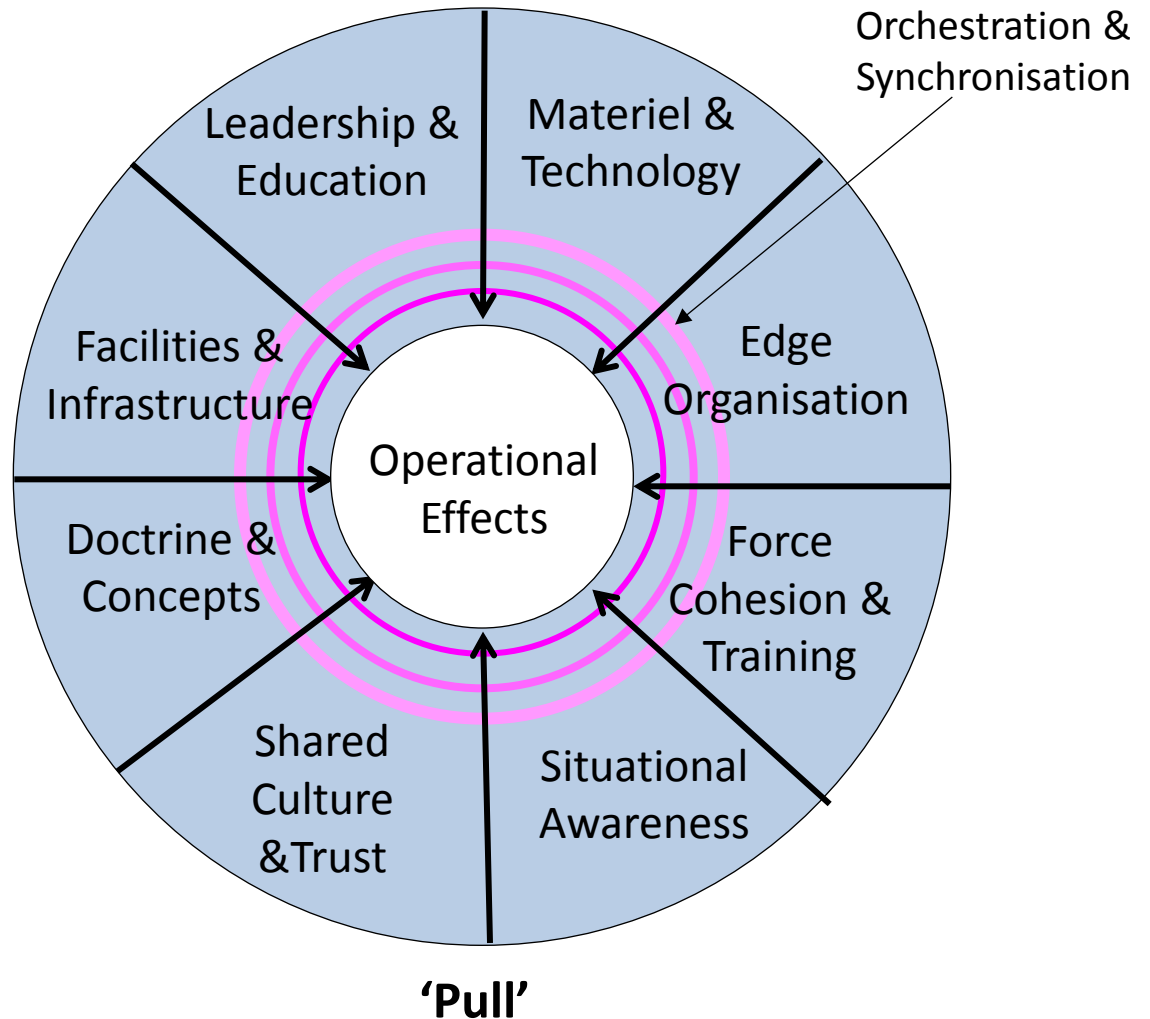 Orchestration &
Synchronisation
Leadership &
Education
Materiel &
Technology
Facilities &
Infrastructure
Edge
Organisation
Operational
Effects
Doctrine &
Concepts
Force
Cohesion &
Training
Shared
Culture
&Trust
Situational
Awareness
‘Pull’